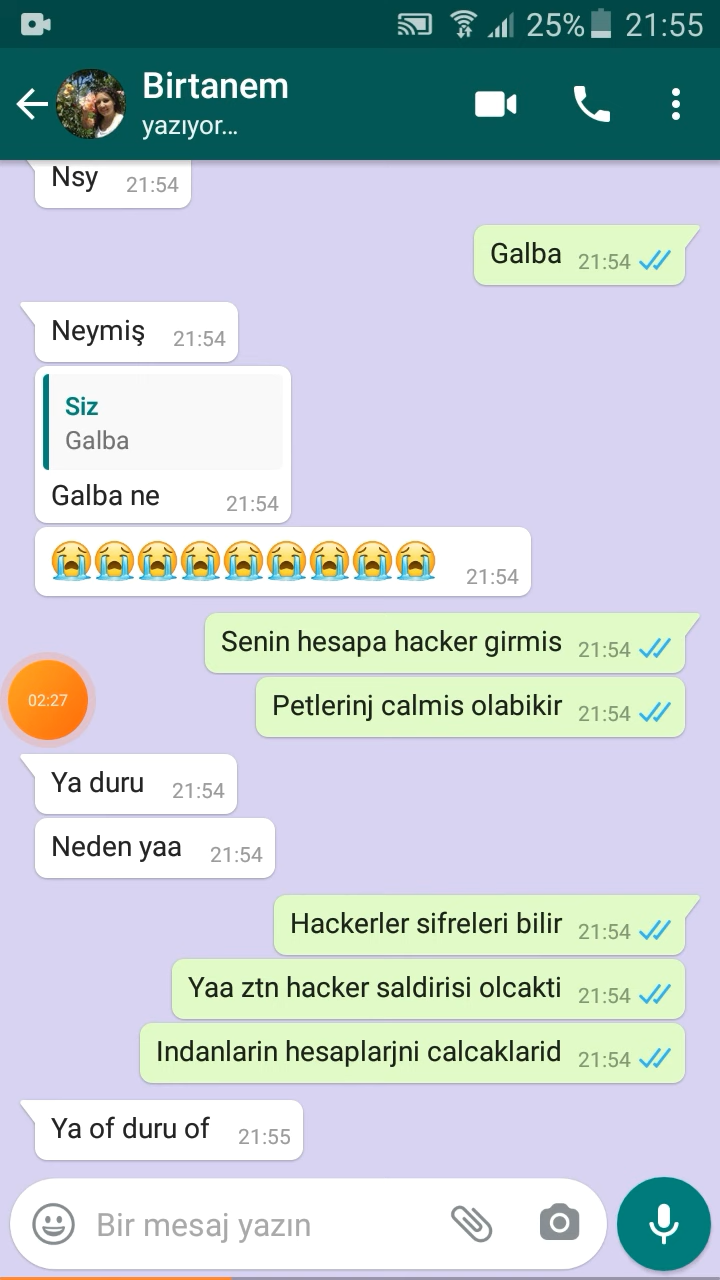 25% 21:55
Birtanem
yazıyor...
Nsy 21:54
Galba 21:54
Neymiş 21:54
Siz
Galba
Galba ne 21:54
😭😭😭😭😭😭😭😭😭 21:54
Senin hesapa hacker girmis 21:54
02:27
Petlerinj calmis olabikir 21:54
Ya duru 21:54
Neden yaa 21:54
Hackerler sifreleri bilir 21:54
Yaa ztn hacker saldirisi olcakti 21:54
Indanlarin hesaplarjni calcaklarid 21:54
Ya of duru of 21:55
Bir mesaj yazın